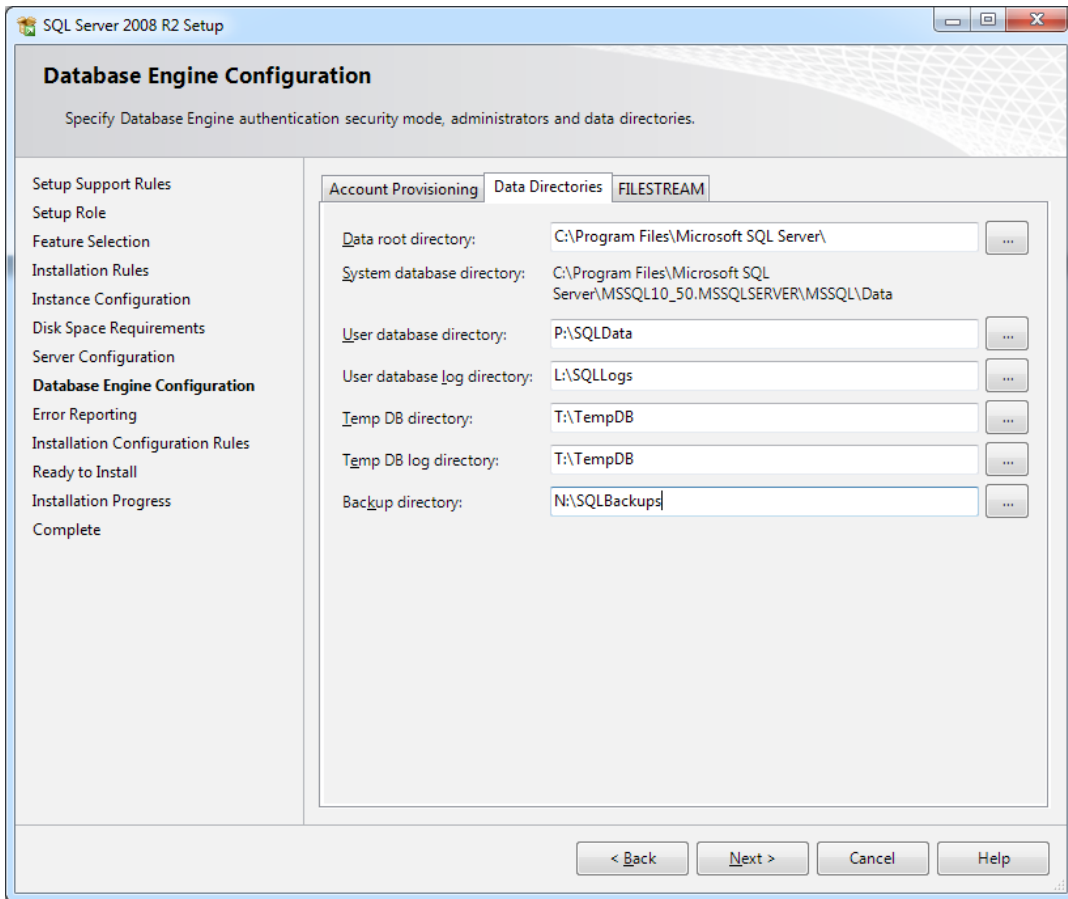 SQL Server 2008 R2 Setup
Database Engine Configuration
Specify Database Engine authentication security mode, administrators and data directories.
Setup Support Rules
Setup Role
Feature Selection
Installation Rules
Instance Configuration
Disk Space Requirements
Server Configuration
Database Engine Configuration
Error Reporting
Installation Configuration Rules
Ready to Install
Installation Progress
Complete
Account Provisioning Data Directories FILESTREAM
Data root directory: C:\Program Files\Microsoft SQL Server\ ...
System database directory: C:\Program Files\Microsoft SQL
Server\MSSQL10_50.MSSQLSERVER\MSSQL\Data
User database directory: P:\SQLData ...
User database log directory: L:\SQLLogs ...
Temp DB directory: T:\TempDB ...
Temp DB log directory: T:\TempDB ...
Backup directory: N:\SQLBackups ...
< Back Next > Cancel Help